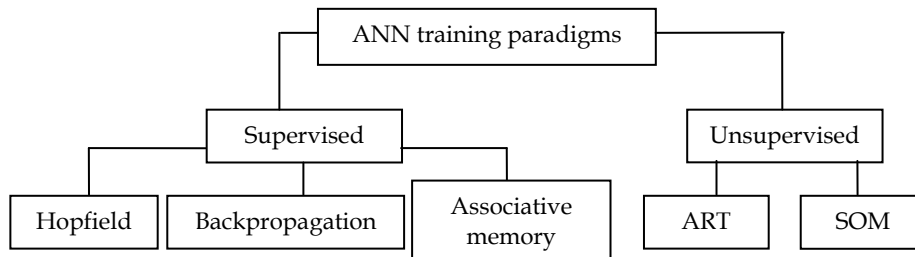 ANN training paradigms
Supervised
Unsupervised
Hopfield
Backpropagation
Associative
memory
ART
SOM